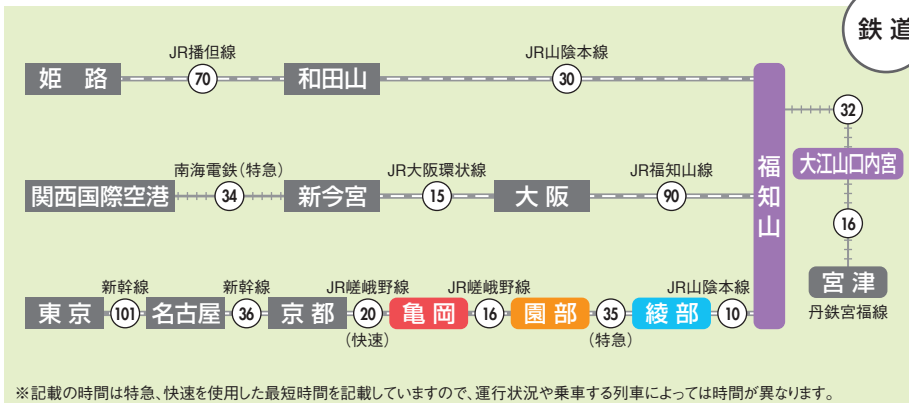 鉄道
JR播但線
JR山陰本線
姫路 70 和田山 30
32
南海電鉄(特急)
JR大阪環状線
JR福知山線
大江山口内宮
関西国際空港 34 新今宮 15 大阪 90
福知山
16
新幹線
新幹線
JR嵯峨野線
JR嵯峨野線
JR山陰本線
宮津
東京 101 名古屋 36 京都 20 亀岡 16 園部 35 綾部 10
丹鉄宮福線
(快速)
(特急)
※記載の時間は特急、快速を使用した最短時間を記載していますので、運行状況や乗車する列車によっては時間が異なります。